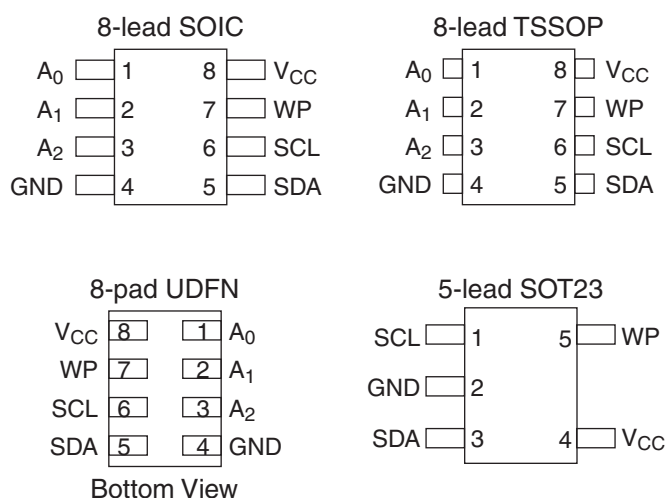 8-lead SOIC
A0 1 8 VCC
A1 2 7 WP
A2 3 6 SCL
GND 4 5 SDA
8-lead TSSOP
A0 1 8 VCC
A1 2 7 WP
A2 3 6 SCL
GND 4 5 SDA
8-pad UDFN
VCC 8 1 A0
WP 7 2 A1
SCL 6 3 A2
SDA 5 4 GND
Bottom View
5-lead SOT23
SCL 1 5 WP
GND 2
SDA 3 4 VCC